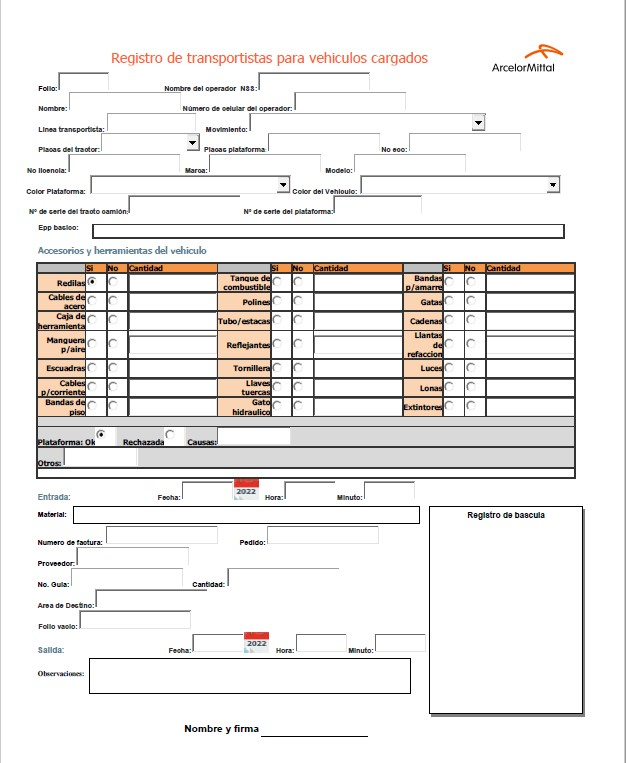 Registro de transportistas para vehiculos cargados
ArcelorMittal
Folio: Nombre del operador NSS:
Nombre: Número de celular del operador:
Linea transportista: Movimiento:
Placas del tractor: Placas plataforma No eco:
No licencia: Marca: Modelo:
Color Plataforma: Color del Vehiculo:
Nº de serie del tracto camión: Nº de serie del plataforma:
Epp basico:
Accesorios y herramientas del vehiculo
Si No Cantidad Si No Cantidad Si No Cantidad
Redilas Tanque de combustible Bandas p/amarre
Cables de acero Polines Gatas
Caja de herramienta Tubo/estacas Cadenas
Manguera p/aire Reflejantes Llantas de refaccion
Escuadras Tornillera Luces
Cables p/corriente Llaves tuercas Lonas
Bandas de piso Gato hidraulico Extintores
Plataforma: Ok Rechazada Causas:
Otros:
Entrada: Fecha: 2022 Hora: Minuto:
Material:
Registro de bascula
Numero de factura: Pedido:
Proveedor:
No. Guia: Cantidad:
Area de Destino:
Folio vacio:
Salida: Fecha: 2022 Hora: Minuto:
Observaciones:
Nombre y firma